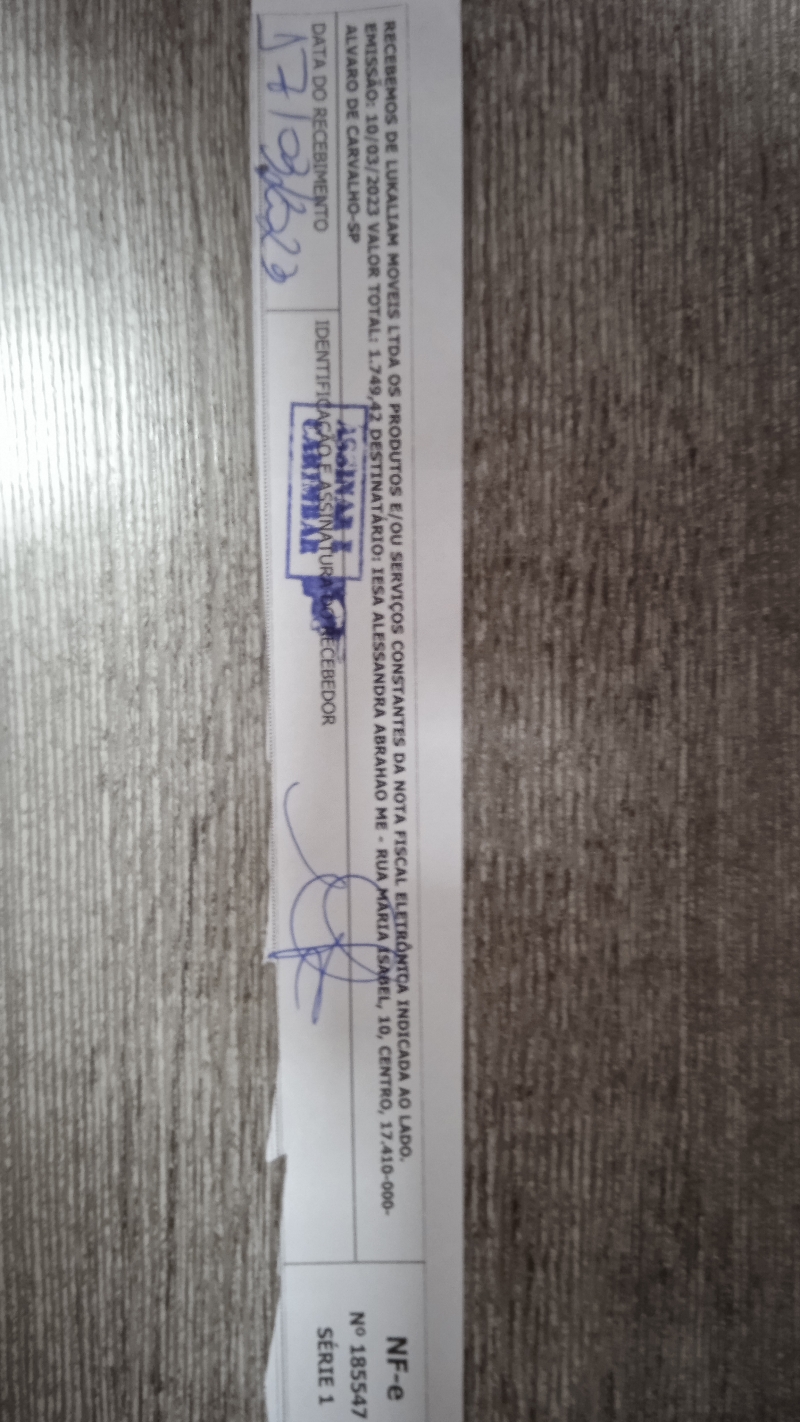 RECEBEMOS DE LUKALIAM MOVEIS LTDA OS PRODUTOS E/OU SERVIÇOS CONSTANTES DA NOTA FISCAL ELETRÔNICA INDICADA AO LADO.
EMISSÃO: 10/03/2023 VALOR TOTAL: 1.749,42 DESTINATÁRIO: IESA ALESSANDRA ABRAHAO ME - RUA MARIA ISABEL, 10, CENTRO, 17.410-000-
ALVARO DE CARVALHO-SP
DATA DO RECEBIMENTO
IDENTIFICAÇÃO E ASSINATURA DO RECEBEDOR
ASSINAR E
CARIMBAR
NF-e
Nº 185547
SÉRIE 1